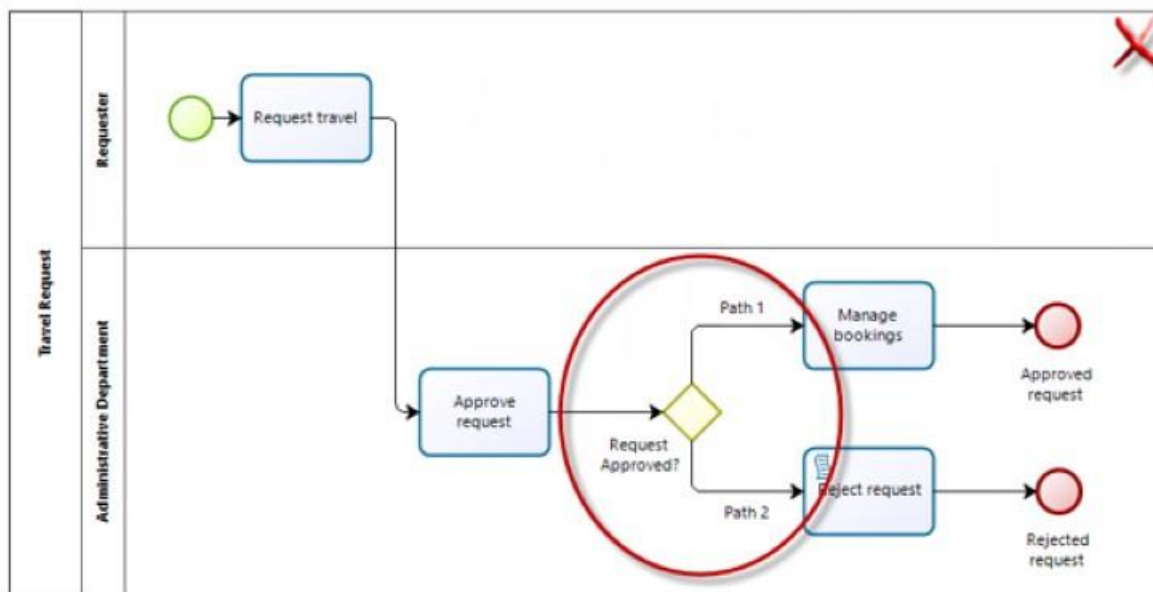 Travel Request
Requester
Request travel
Administrative Department
Approve
request
Request
Approved?
Path 1
Manage
bookings
Approved
request
Path 2
Reject request
Rejected
request